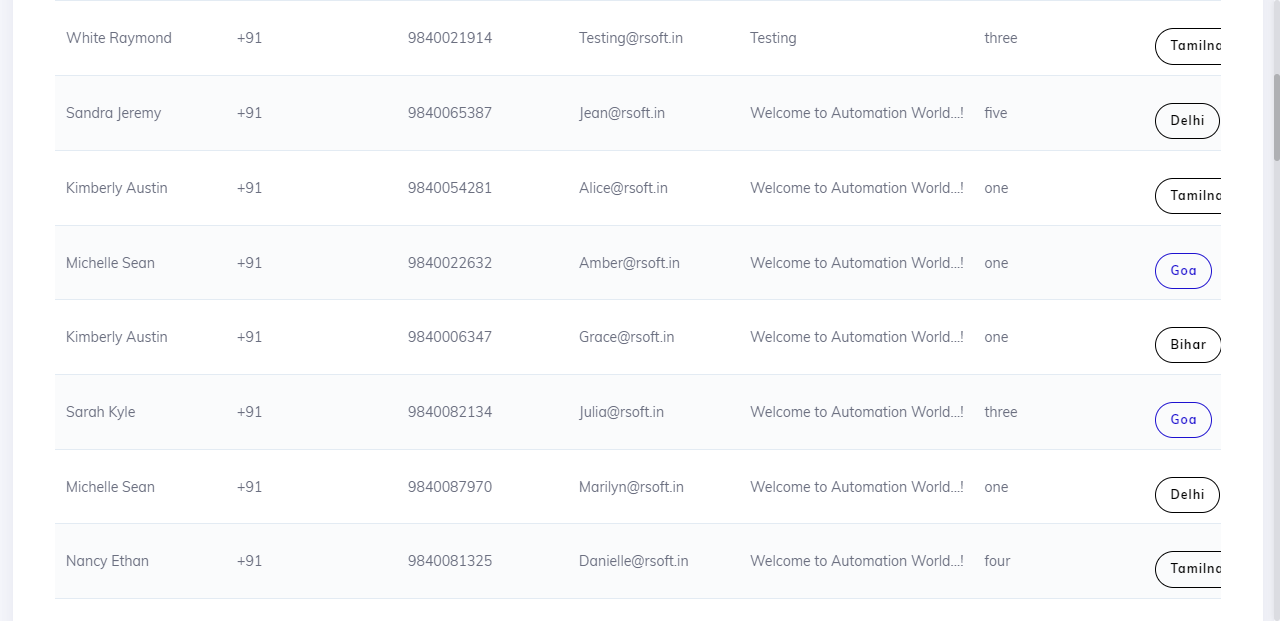 White Raymond +91 9840021914 Testing@rsoft.in Testing three Tamilna
Sandra Jeremy +91 9840065387 Jean@rsoft.in Welcome to Automation World...! five Delhi
Kimberly Austin +91 9840054281 Alice@rsoft.in Welcome to Automation World...! one Tamilna
Michelle Sean +91 9840022632 Amber@rsoft.in Welcome to Automation World...! one Goa
Kimberly Austin +91 9840006347 Grace@rsoft.in Welcome to Automation World...! one Bihar
Sarah Kyle +91 9840082134 Julia@rsoft.in Welcome to Automation World...! three Goa
Michelle Sean +91 9840087970 Marilyn@rsoft.in Welcome to Automation World...! one Delhi
Nancy Ethan +91 9840081325 Danielle@rsoft.in Welcome to Automation World...! four Tamilna